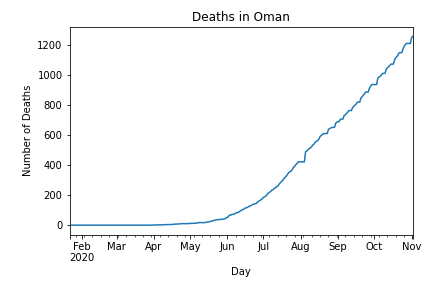 Deaths in Oman
Number of Deaths
1200
1000
800
600
400
200
0
Feb Mar Apr May Jun Jul Aug Sep Oct Nov
2020
Day